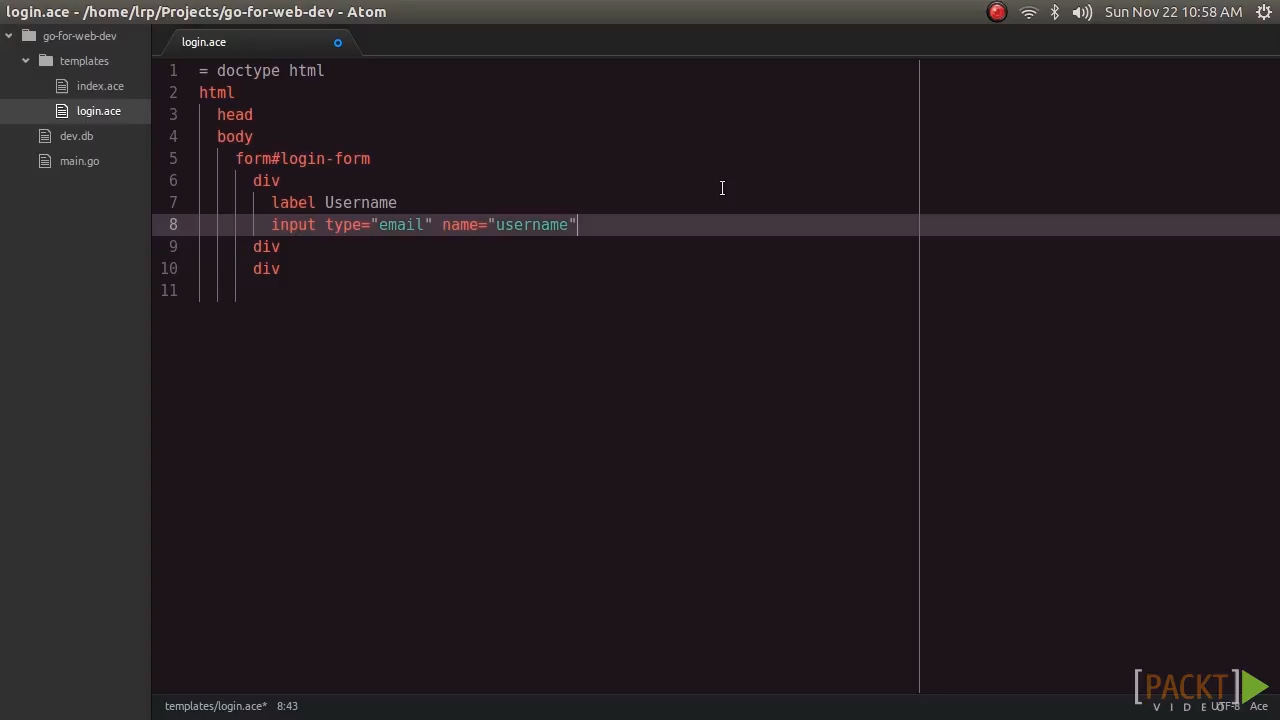 login.ace - /home/lrp/Projects/go-for-web-dev - Atom
Sun Nov 22 10:58 AM
go-for-web-dev
templates
index.ace
login.ace
dev.db
main.go
login.ace
1 = doctype html
2 html
3 head
4 body
5 form#login-form
6 div
7 label Username
8 input type="email" name="username"
9 div
10 div
11
templates/login.ace* 8:43
UTF-8 Ace
[PACKT]
VIDEO